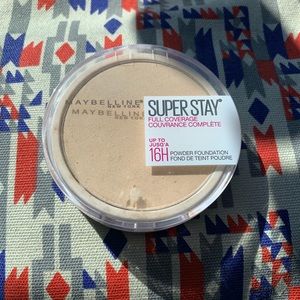 MAYBELLINE
NEW YORK
MAYBELLINE
NEW YORK
SUPER STAY
FULL COVERAGE
COUVRANCE COMPLÈTE
UP TO
JUSQU'À
16H
POWDER FOUNDATION
FOND DE TEINT POUDRE